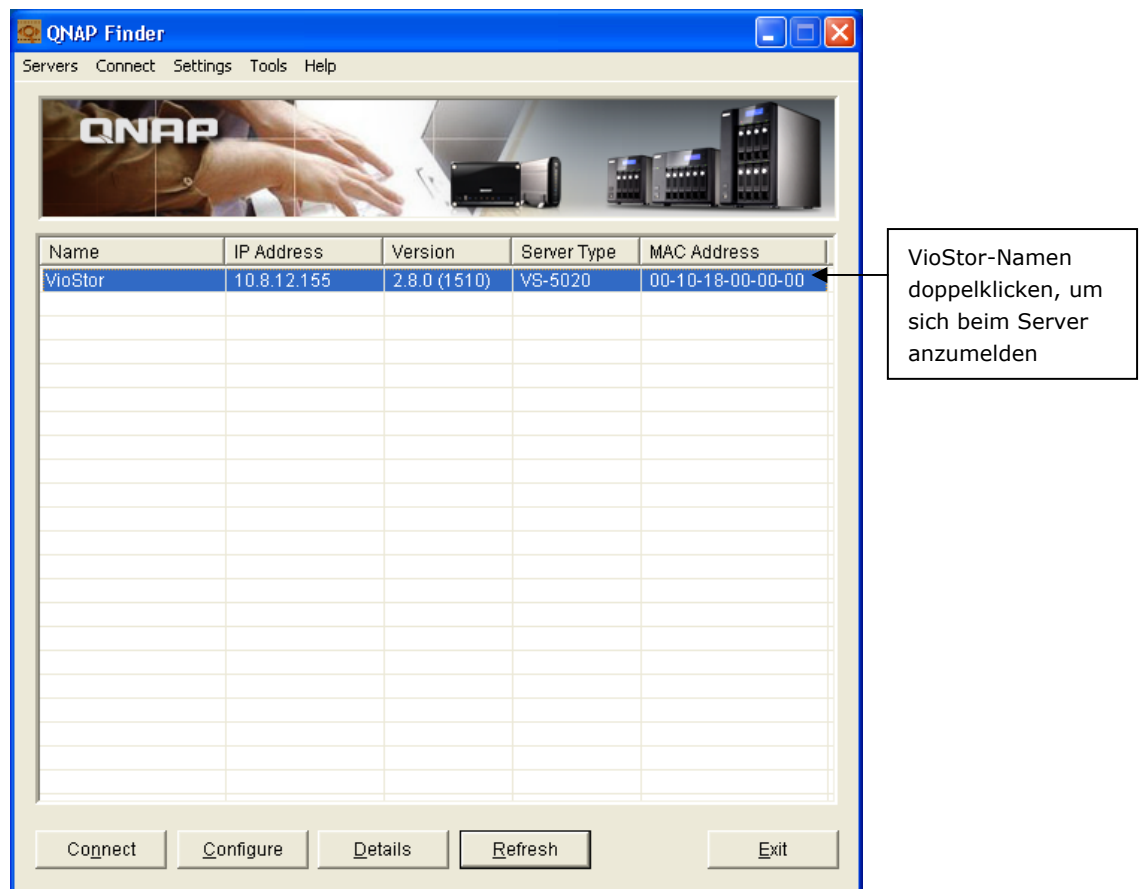 QNAP Finder
Servers Connect Settings Tools Help
QNAP
Name IP Address Version Server Type MAC Address
VioStor 10.8.12.155 2.8.0 (1510) VS-5020 00-10-18-00-00-00
VioStor-Namen
doppelklicken, um
sich beim Server
anzumelden
Connect Configure Details Refresh Exit